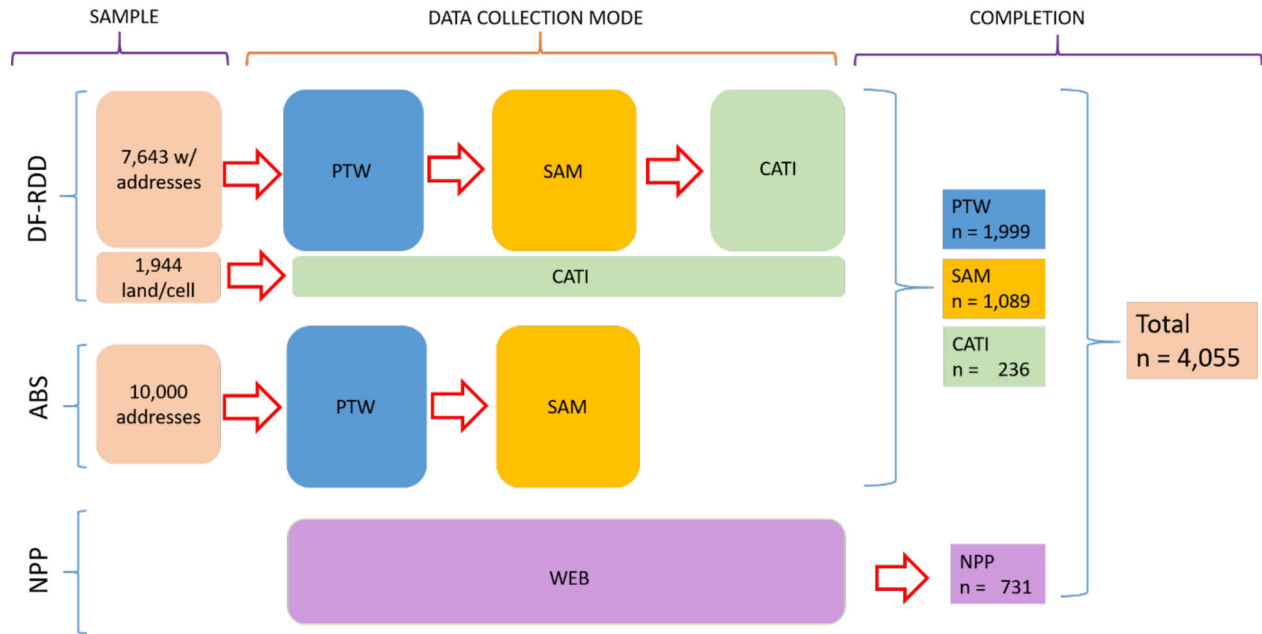 SAMPLE
DATA COLLECTION MODE
COMPLETION
DF-RDD
7,643 w/
addresses
PTW
SAM
CATI
1,944
land/cell
CATI
ABS
10,000
addresses
PTW
SAM
NPP
WEB
PTW
n = 1,999
SAM
n = 1,089
CATI
n = 236
NPP
n = 731
Total
n = 4,055